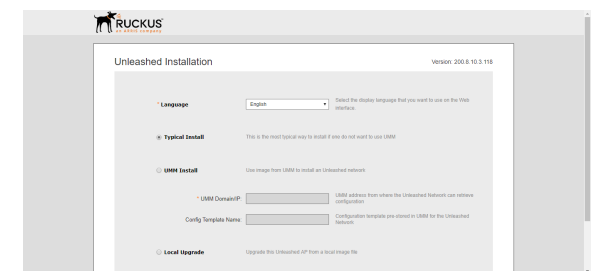 RUCKUS
an ARRIS company
Unleashed Installation
Version: 200.6.10.3.116
* Language
English
Select the display language that you want to use on the Web
interface.
Typical Install
This is the most typical way to install if one do not want to use UMM
UMM Install
Use image from UMM to install an Unleashed network
* UMM Domain/IP:
UMM address from where the Unleashed Network can retrieve
configuration
Config Template Name:
Configuration template pre-stored in UMM for the Unleashed
Network
Local Upgrade
Upgrade this Unleashed AP from a local image file